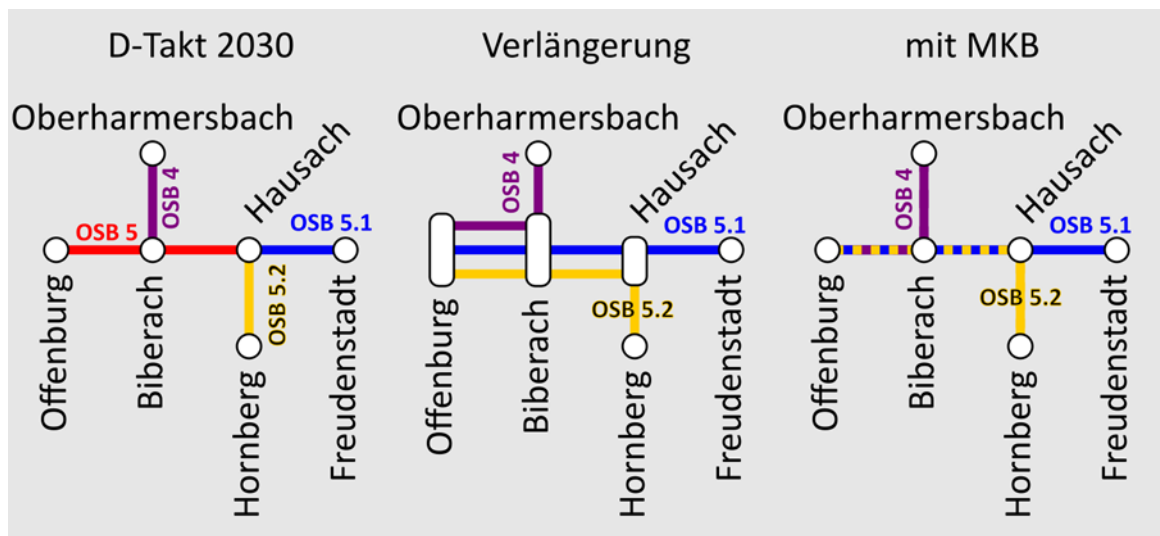 D-Takt 2030
Oberharmersbach
Hausach
OSB 4
OSB 5
OSB 5.1
OSB 5.2
Offenburg
Biberach
Hornberg
Freudenstadt
Verlängerung
Oberharmersbach
Hausach
OSB 4
OSB 5.1
OSB 5.2
Offenburg
Biberach
Hornberg
Freudenstadt
mit MKB
Oberharmersbach
Hausach
OSB 4
OSB 5.1
OSB 5.2
Offenburg
Biberach
Hornberg
Freudenstadt